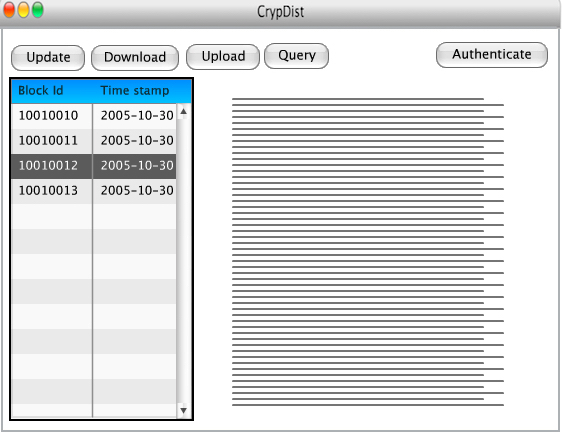 CrypDist
Update Download Upload Query Authenticate
Block Id Time stamp
10010010 2005-10-30
10010011 2005-10-30
10010012 2005-10-30
10010013 2005-10-30